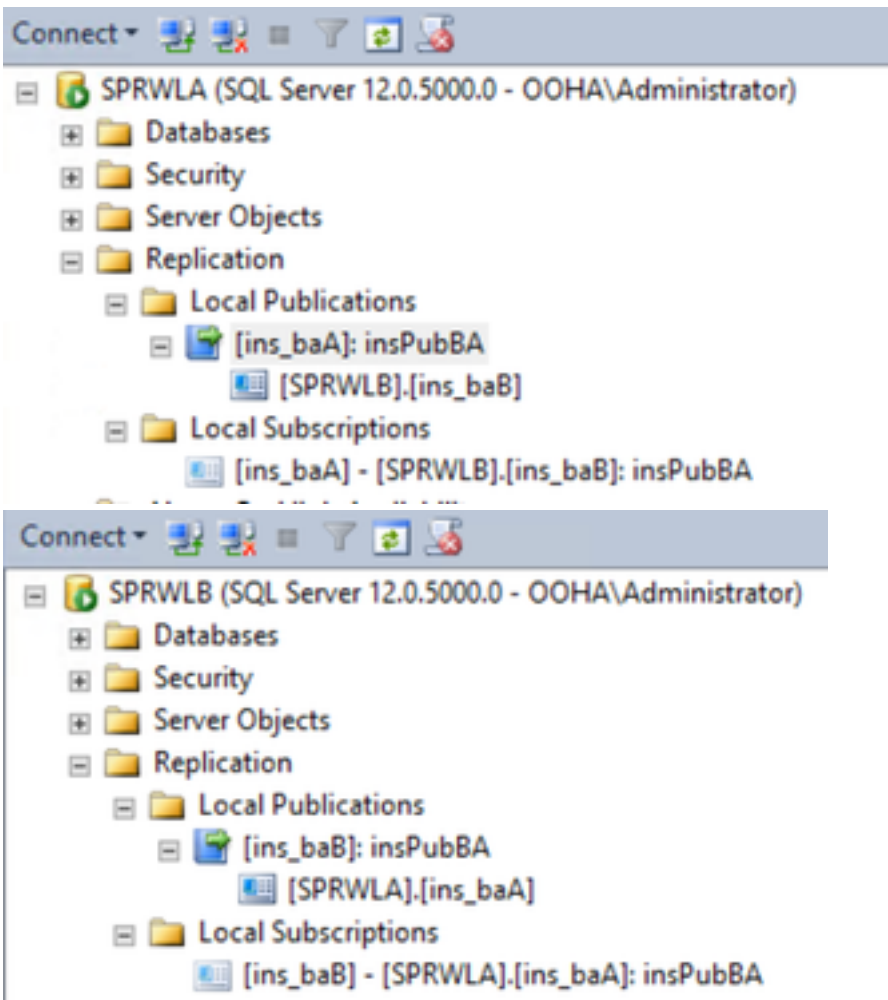 Connect
SPRWLA (SQL Server 12.0.5000.0 - OOHA\Administrator)
Databases
Security
Server Objects
Replication
Local Publications
[ins_baA]: insPubBA
[SPRWLB].[ins_baB]
Local Subscriptions
[ins_baA] - [SPRWLB].[ins_baB]: insPubBA
Connect
SPRWLB (SQL Server 12.0.5000.0 - OOHA\Administrator)
Databases
Security
Server Objects
Replication
Local Publications
[ins_baB]: insPubBA
[SPRWLA].[ins_baA]
Local Subscriptions
[ins_baB] - [SPRWLA].[ins_baA]: insPubBA